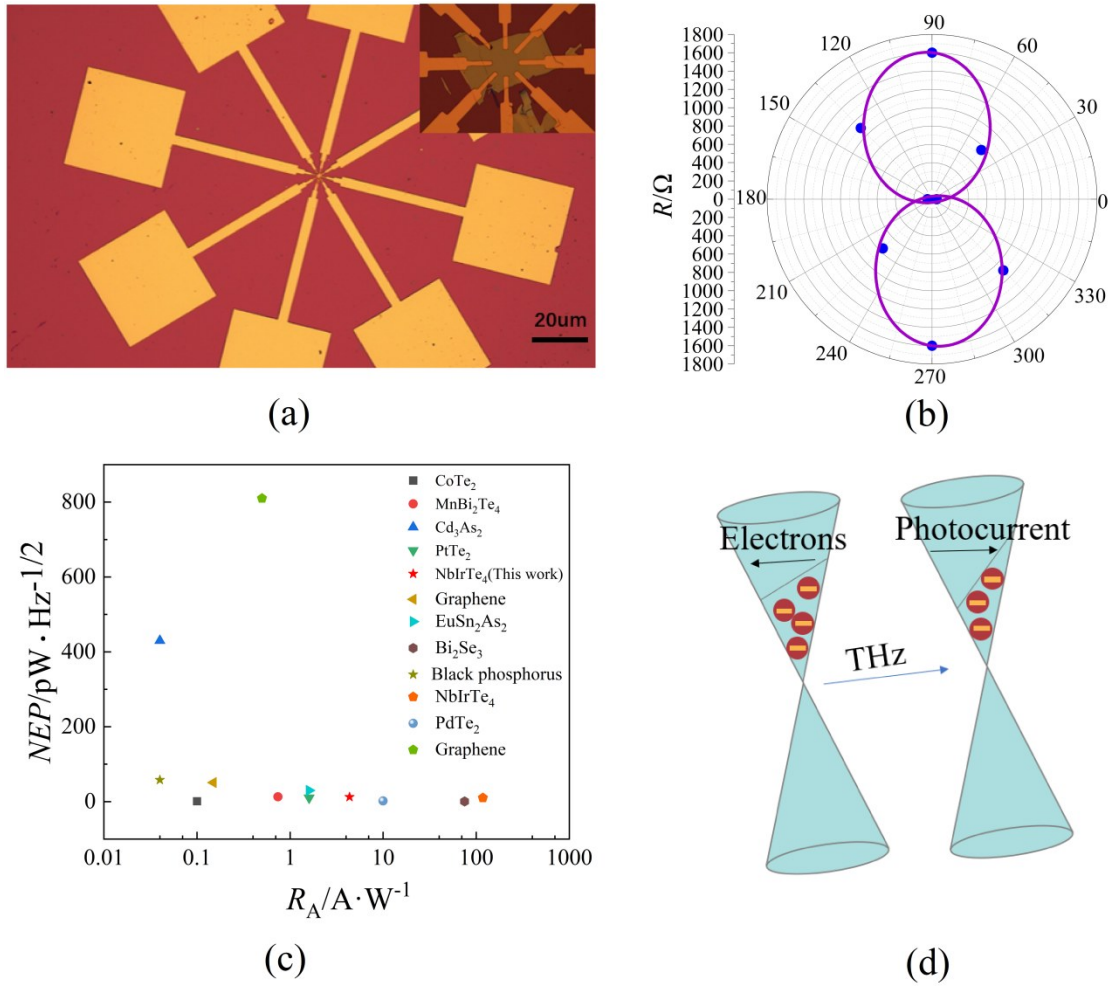 20um
(a)
R/Ω
1800
1600
1400
1200
1000
800
600
400
200
0
200
400
600
800
1000
1200
1400
1600
1800
90
120
60
150
30
180
0
210
330
240
300
270
(b)
NEP/pW·Hz-1/2
800
600
400
200
0
0.01
0.1
1
10
100
1000
R_A/A·W⁻¹
CoTe₂
MnBi₂Te₄
Cd₃As₂
PtTe₂
NbIrTe₄(This work)
Graphene
EuSn₂As₂
Bi₂Se₃
Black phosphorus
NbIrTe₄
PdTe₂
Graphene
(c)
Electrons
Photocurrent
THz
(d)